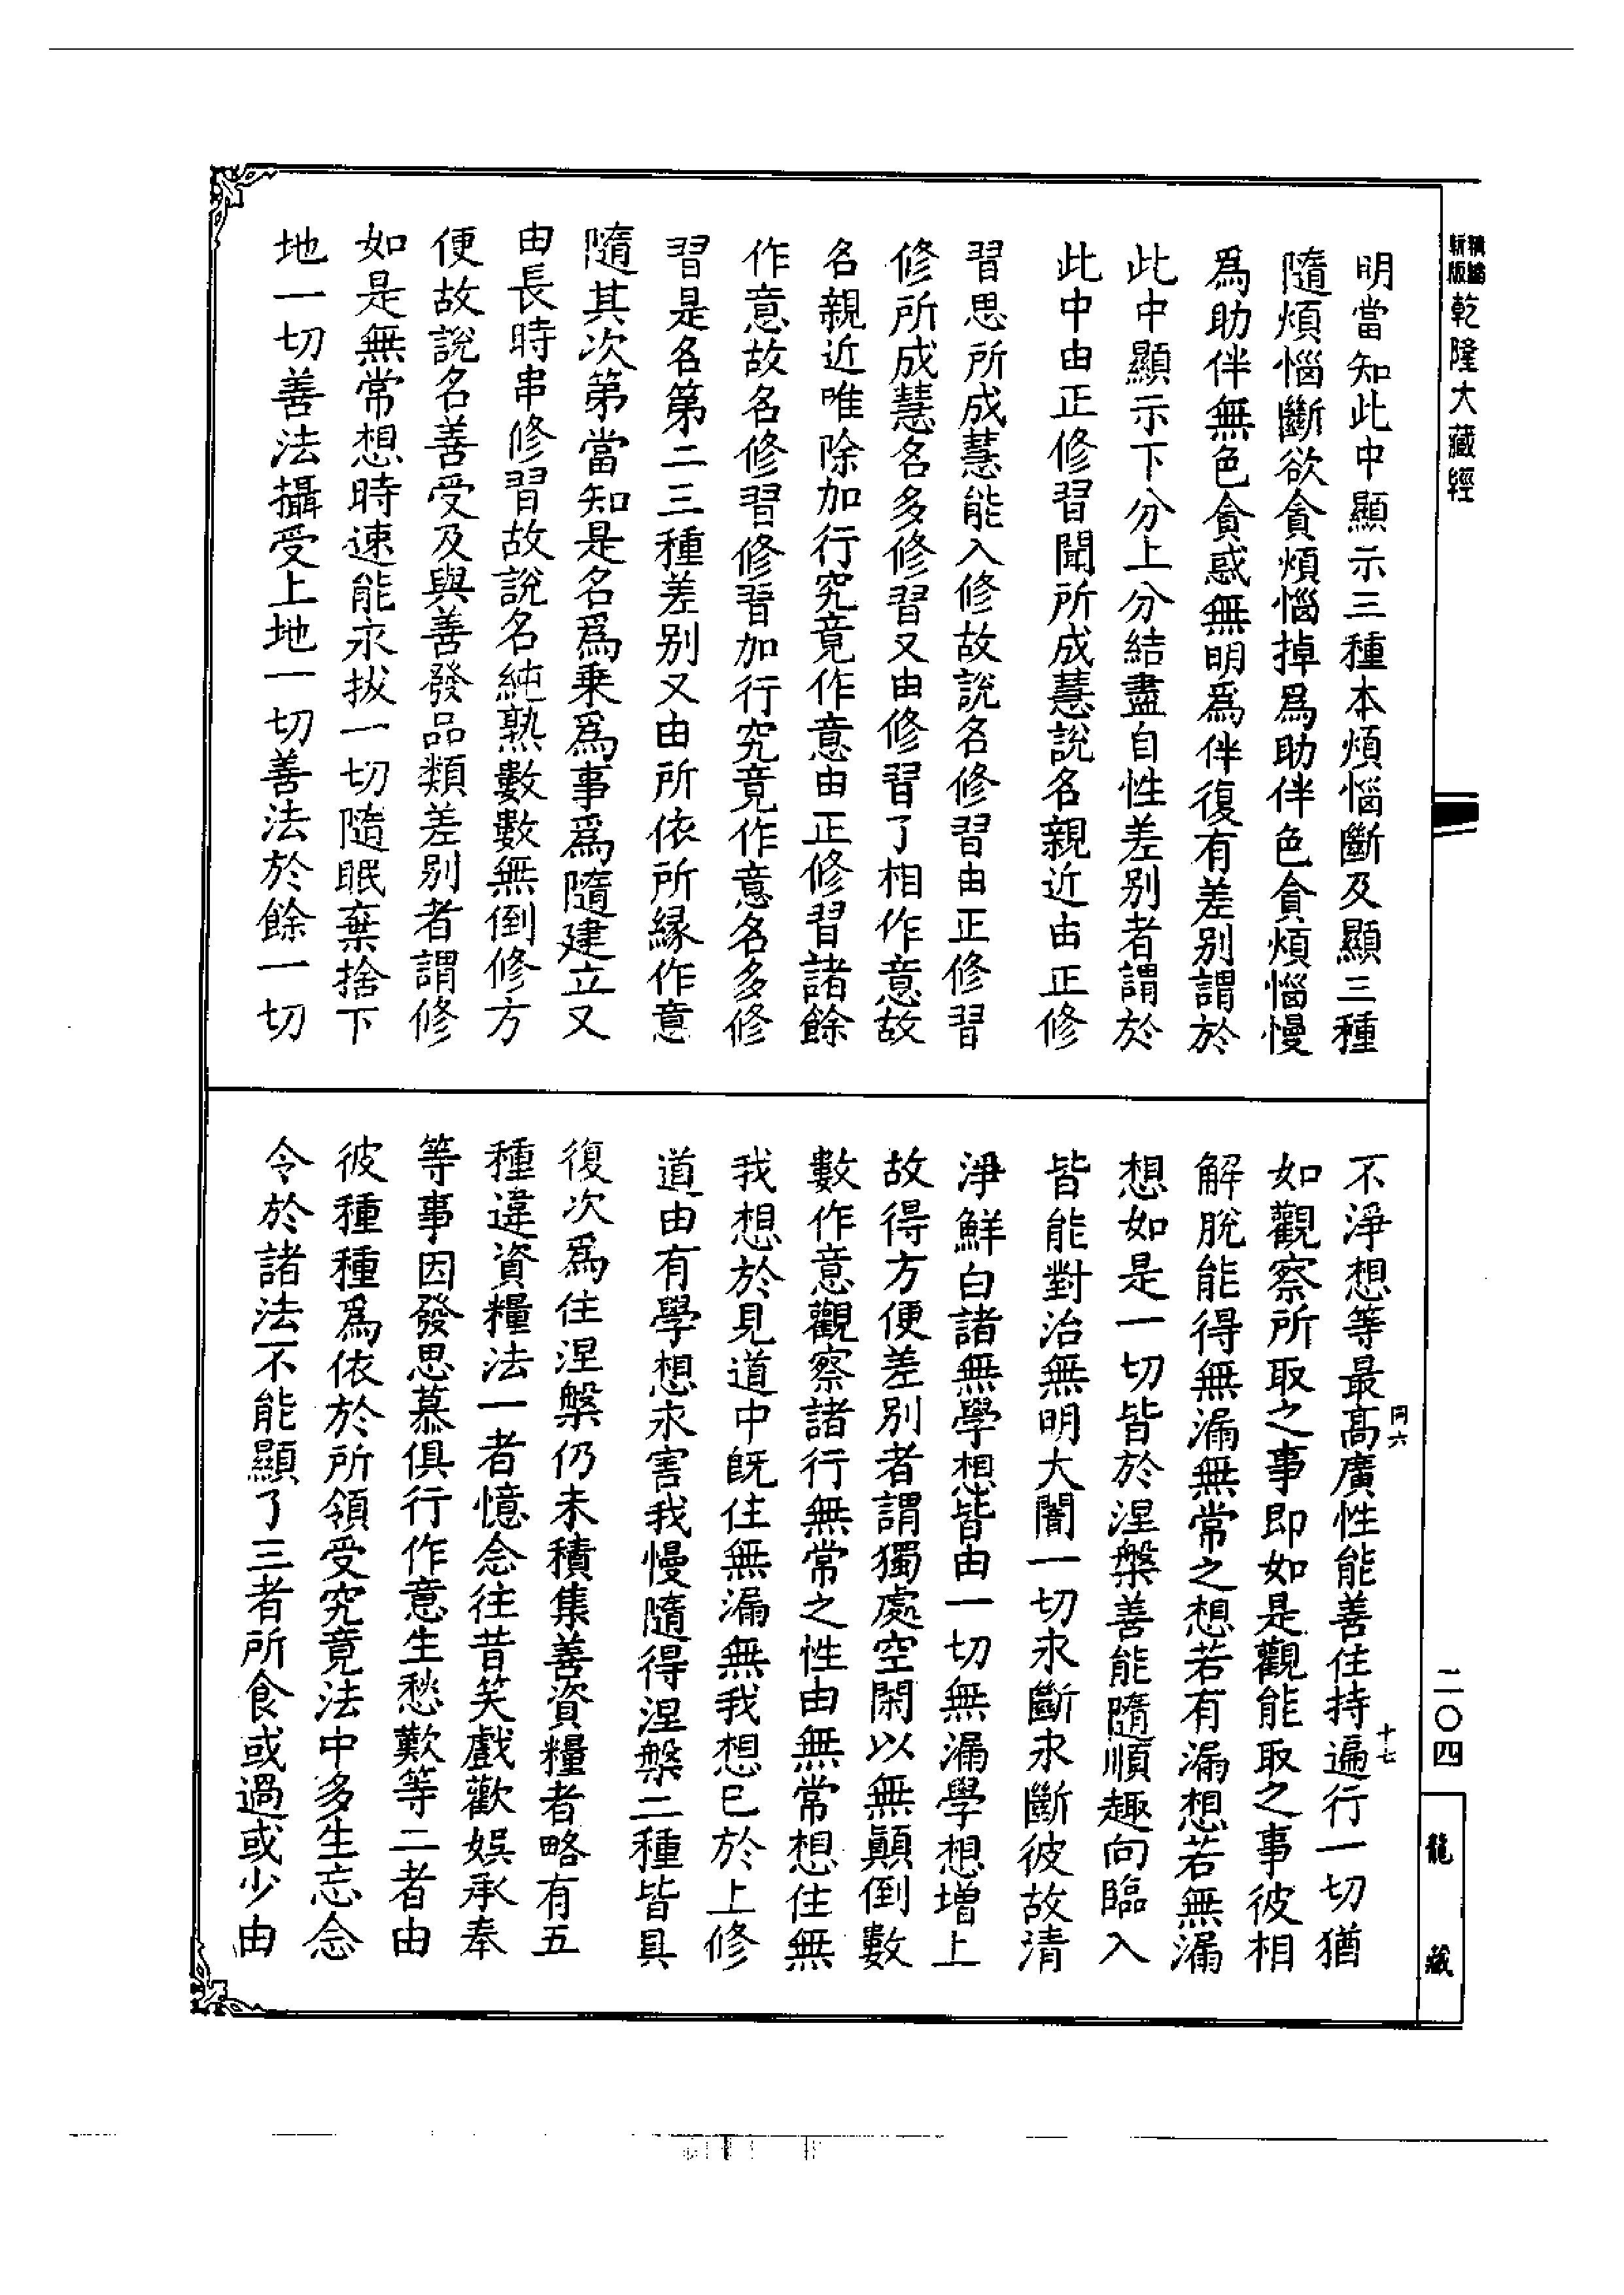 新版
乾隆大藏經
明當知此中顯示三種本煩惱斷及顯三種
隨煩惱斷欲貪煩惱掉爲助伴色貪煩惱慢
爲助伴無色貪惑無明爲伴復有差别謂於
此中顯示下分上分結盡自性差别者謂於
此中由正修習聞所成慧說名親近由正修
習思所成慧能入修故說名修習由正修習
修所成慧名多修習又由修習了相作意故
名親近唯除加行究竟作意由正修習諸餘
作意故名修習修習加行究竟作意名多修
習是名第二三種差别又由所依所緣作意
隨其次第當知是名爲乗爲事爲隨建立又
由長時串修習故說名純熟數數無倒修方
便故說名善受及與善發品類差别者謂修
如是無常想時速能永拔一切隨眠棄捨下
地一切善法攝受上地一切善法於餘一切
不淨想等最高廣性能善住持遍行一切猶
如觀察所取之事即如是觀能取之事彼相
解脫能得無漏無常之想若有漏想若無漏
想如是一切皆於涅槃善能隨順趣向臨入
皆能對治無明大闇一切永斷永斷彼故清
淨鮮白諸無學想皆由一切無漏學想增上
故得方便差别者謂獨處空閑以無顛倒數
數作意觀察諸行無常之性由無常想住無
我想於見道中旣住無漏無我想已於上修
道由有學想永害我慢隨得涅槃二種皆具
復次爲住涅槃仍未積集善資糧者略有五
種違資糧法一者憶念往昔笑戲歡娛承奉
等事因發思慕俱行作意生愁歎等二者由
彼種種爲依於所領受究竟法中多生忘念
令於諸法不能顯了三者所食或過或少由
同六
十七
二〇四
龍藏